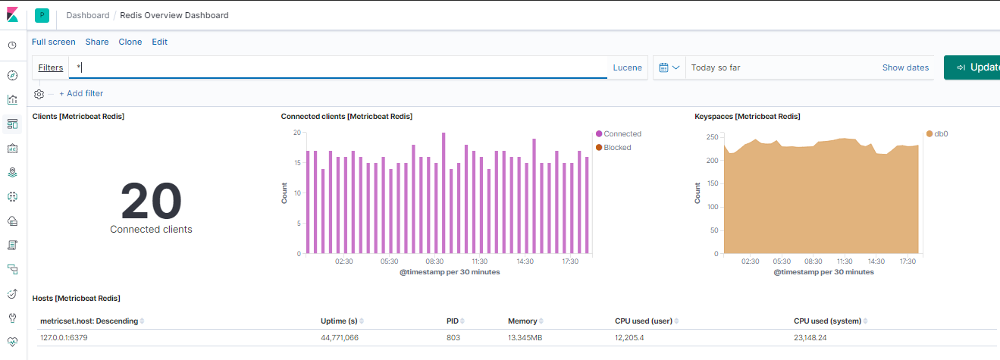 P Dashboard / Redis Overview Dashboard
Full screen Share Clone Edit
Filters * Lucene Today so far Show dates Update
+ Add filter
Clients [Metricbeat Redis]
20
Connected clients
Connected clients [Metricbeat Redis]
Count
20
15
10
5
0
02:30 05:30 08:30 11:30 14:30 17:30
@timestamp per 30 minutes
Connected
Blocked
Keyspaces [Metricbeat Redis]
Count
250
200
150
100
50
0
02:30 05:30 08:30 11:30 14:30 17:30
@timestamp per 30 minutes
db0
Hosts [Metricbeat Redis]
metricset.host: Descending Uptime (s) PID Memory CPU used (user) CPU used (system)
127.0.0.1:6379 44,771,066 803 13.345MB 12,205.4 23,148.24